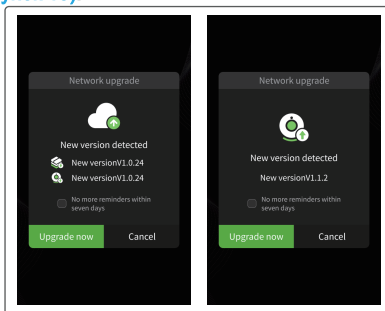 Network upgrade
New version detected
New versionV1.0.24
New versionV1.0.24
No more reminders within
seven days
Upgrade now Cancel
Network upgrade
New version detected
New versionV1.1.2
No more reminders within
seven days
Upgrade now Cancel